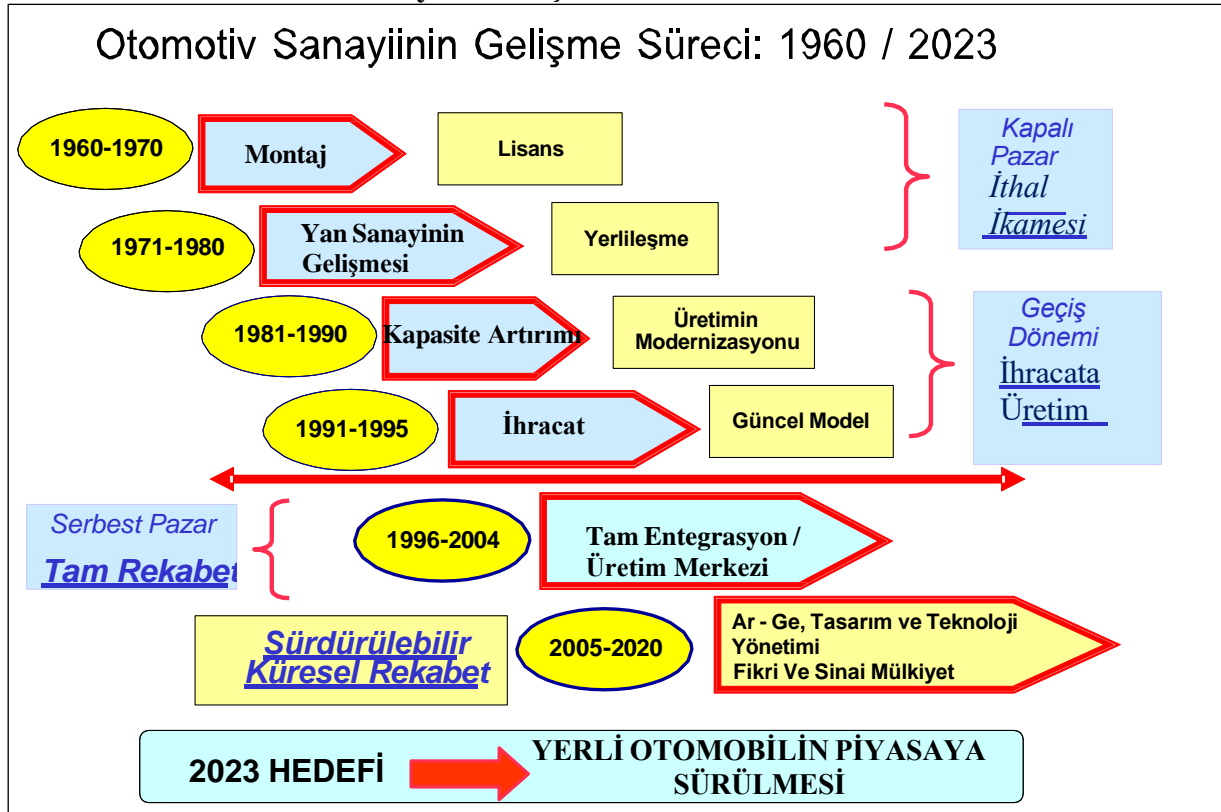 Otomotiv Sanayiinin Gelişme Süreci: 1960 / 2023
1960-1970
Montaj
Lisans
Kapalı
Pazar
İthal
İkamesi
1971-1980
Yan Sanayinin
Gelişmesi
Yerlileşme
1981-1990
Kapasite Artırımı
Üretimin
Modernizasyonu
Geçiş
Dönemi
İhracata
Üretim
1991-1995
İhracat
Güncel Model
Serbest Pazar
Tam Rekabet
1996-2004
Tam Entegrasyon /
Üretim Merkezi
Sürdürülebilir
Küresel Rekabet
2005-2020
Ar - Ge, Tasarım ve Teknoloji
Yönetimi
Fikri Ve Sinai Mülkiyet
2023 HEDEFİ
YERLİ OTOMOBİLİN PİYASAYA
SÜRÜLMESİ